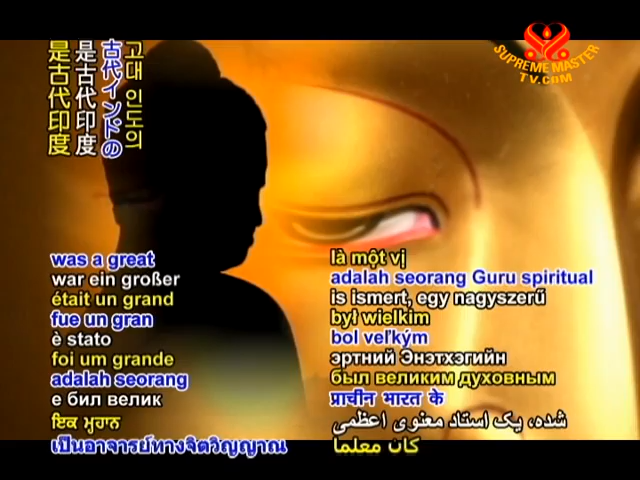 SUPREME MASTER
TV.COM
고대 인도의
古代インドの
是古代印度
是古代印度
was a great
war ein großer
était un grand
fue un gran
è stato
foi um grande
adalah seorang
е бил велик
ਇਕ ਮੁਹਾਨ
เป็นอาจารย์ทางจิตวิญญาณ
là một vị
adalah seorang Guru spiritual
is ismert, egy nagyszerű
był wielkim
bol veľkým
эртний Энэтхэгийн
был великим духовным
प्राचीन भारत के
شده، یک استاد معنوی اعظمی
كان معلما